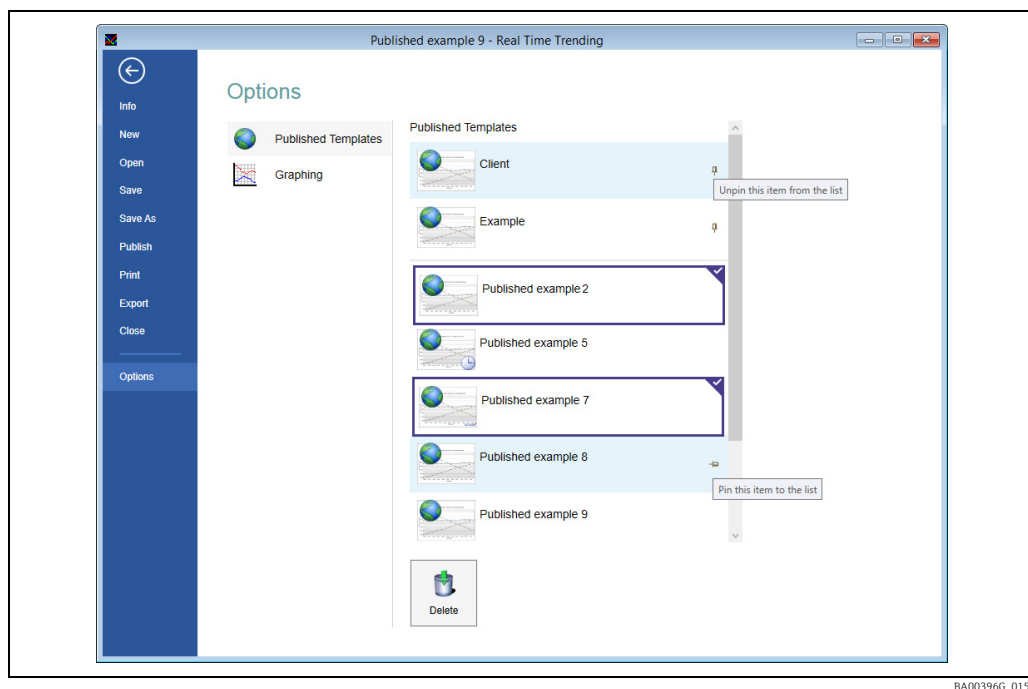 Published example 9 - Real Time Trending
Info
New
Open
Save
Save As
Publish
Print
Export
Close
Options
Options
Published Templates
Graphing
Published Templates
Client
Unpin this item from the list
Example
Published example 2
Published example 5
Published example 7
Published example 8
Pin this item to the list
Published example 9
Delete